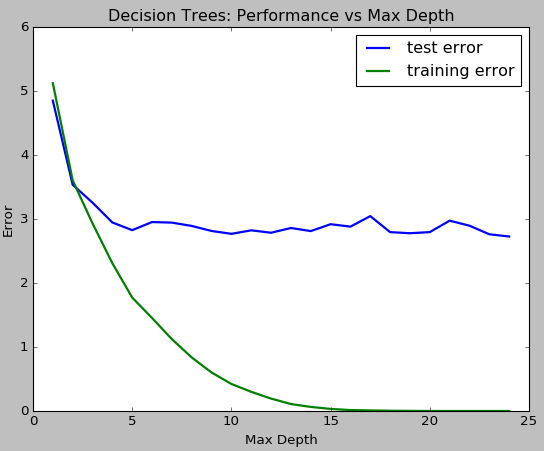 Decision Trees: Performance vs Max Depth
6
5
4
3
2
1
0
Error
test error
training error
0 5 10 15 20 25
Max Depth